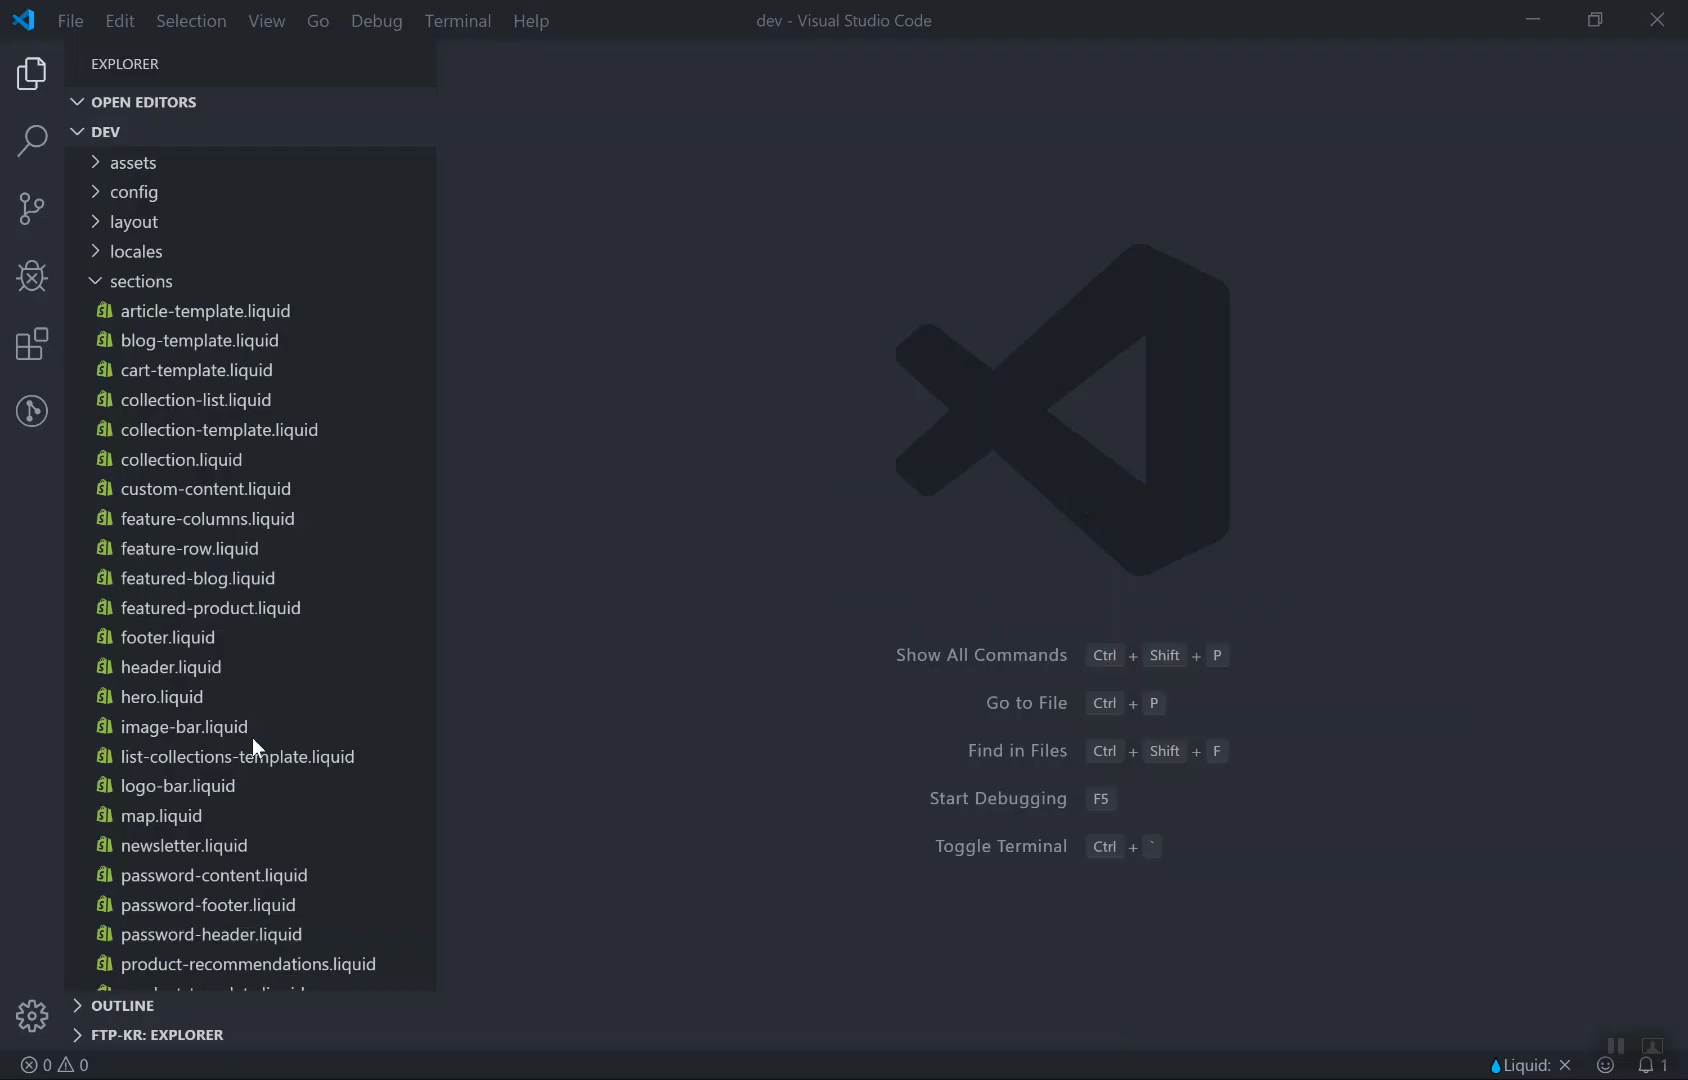 File Edit Selection View Go Debug Terminal Help dev - Visual Studio Code
EXPLORER
OPEN EDITORS
DEV
assets
config
layout
locales
sections
article-template.liquid
blog-template.liquid
cart-template.liquid
collection-list.liquid
collection-template.liquid
collection.liquid
custom-content.liquid
feature-columns.liquid
feature-row.liquid
featured-blog.liquid
featured-product.liquid
footer.liquid
header.liquid
hero.liquid
image-bar.liquid
list-collections-template.liquid
logo-bar.liquid
map.liquid
newsletter.liquid
password-content.liquid
password-footer.liquid
password-header.liquid
product-recommendations.liquid
OUTLINE
FTP-KR: EXPLORER
Show All Commands Ctrl + Shift + P
Go to File Ctrl + P
Find in Files Ctrl + Shift + F
Start Debugging F5
Toggle Terminal Ctrl + `
0 0 Liquid: 1